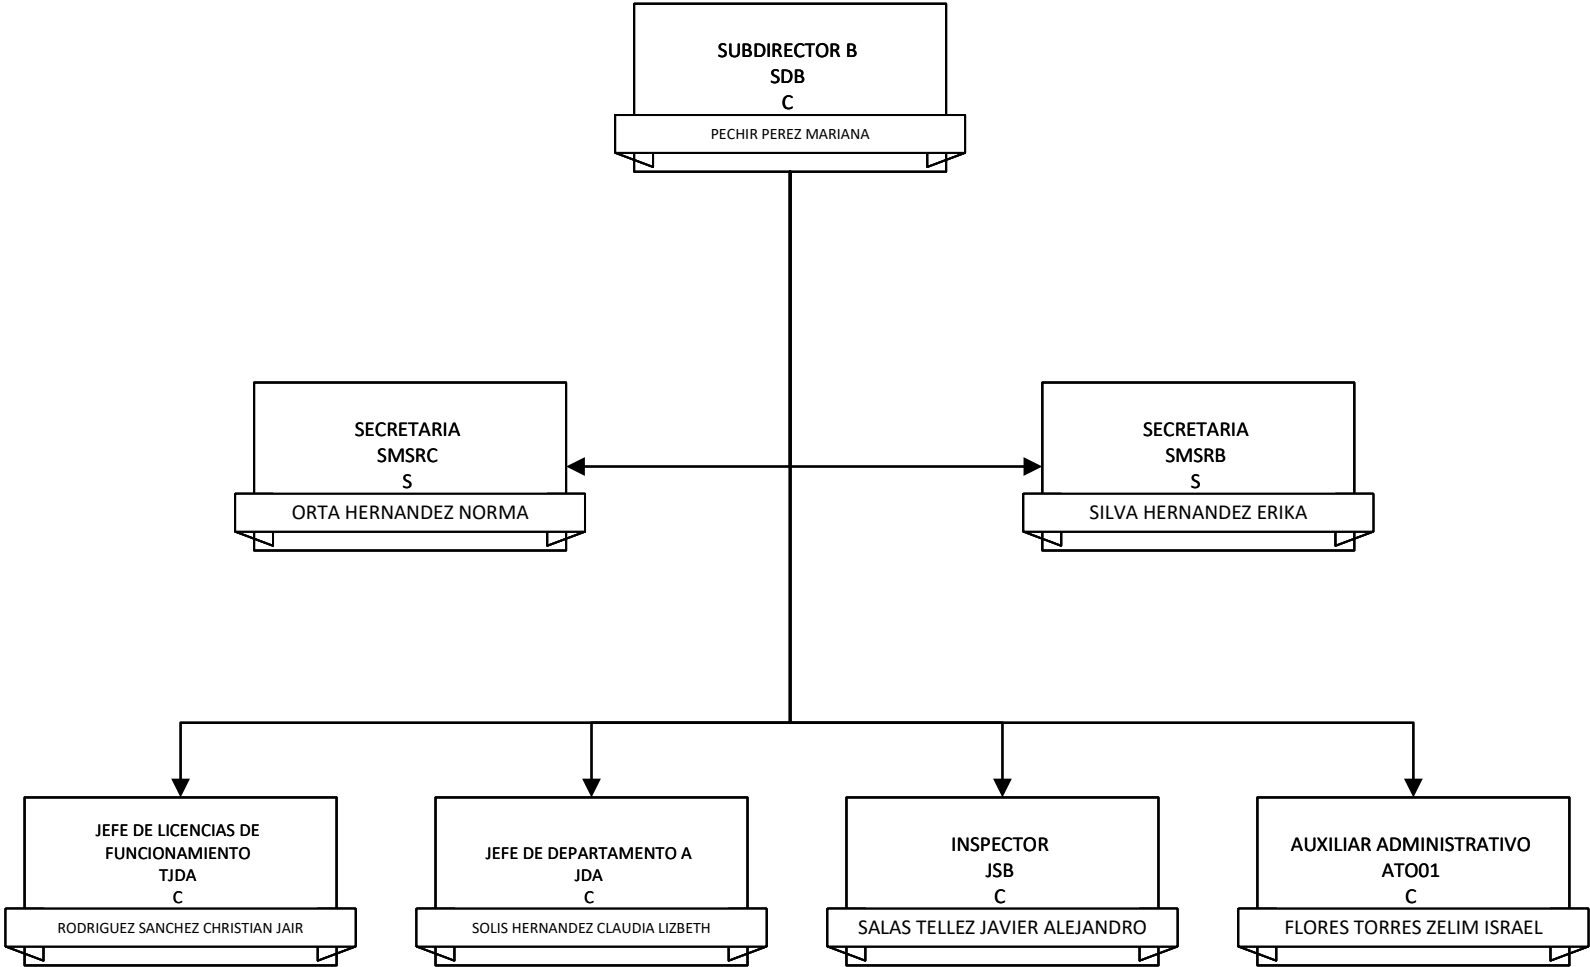 SUBDIRECTOR B
SDB
C
PECHIR PEREZ MARIANA
SECRETARIA
SMSRC
S
ORTA HERNANDEZ NORMA
SECRETARIA
SMSRB
S
SILVA HERNANDEZ ERIKA
JEFE DE LICENCIAS DE
FUNCIONAMIENTO
TJDA
C
RODRIGUEZ SANCHEZ CHRISTIAN JAIR
JEFE DE DEPARTAMENTO A
JDA
C
SOLIS HERNANDEZ CLAUDIA LIZBETH
INSPECTOR
JSB
C
SALAS TELLEZ JAVIER ALEJANDRO
AUXILIAR ADMINISTRATIVO
ATO01
C
FLORES TORRES ZELIM ISRAEL